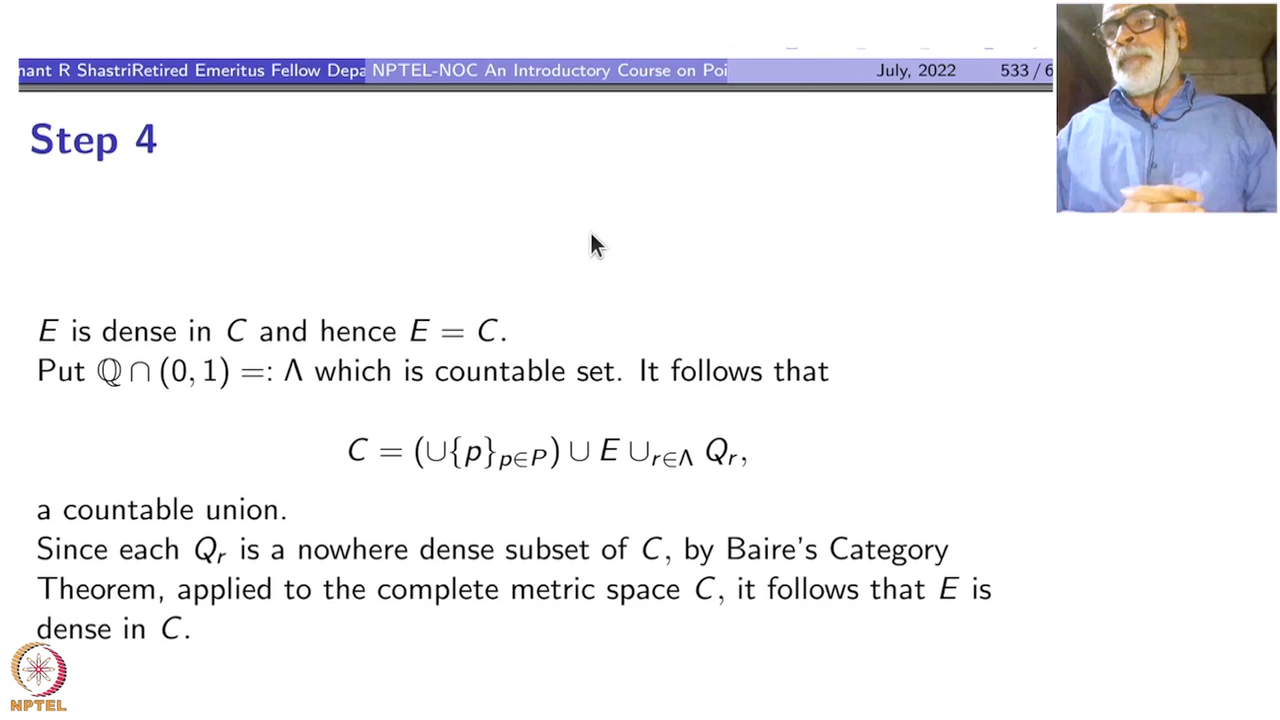 nant R ShastriRetired Emeritus Fellow Depa NPTEL-NOC An Introductory Course on Poi July, 2022 533 / 6
Step 4
E is dense in C and hence E = C.
Put ℚ ∩ (0, 1) =: Λ which is countable set. It follows that
C = (∪{p}_{p∈P}) ∪ E ∪_{r∈Λ} Q_r,
a countable union.
Since each Q_r is a nowhere dense subset of C, by Baire's Category
Theorem, applied to the complete metric space C, it follows that E is
dense in C.
NPTEL